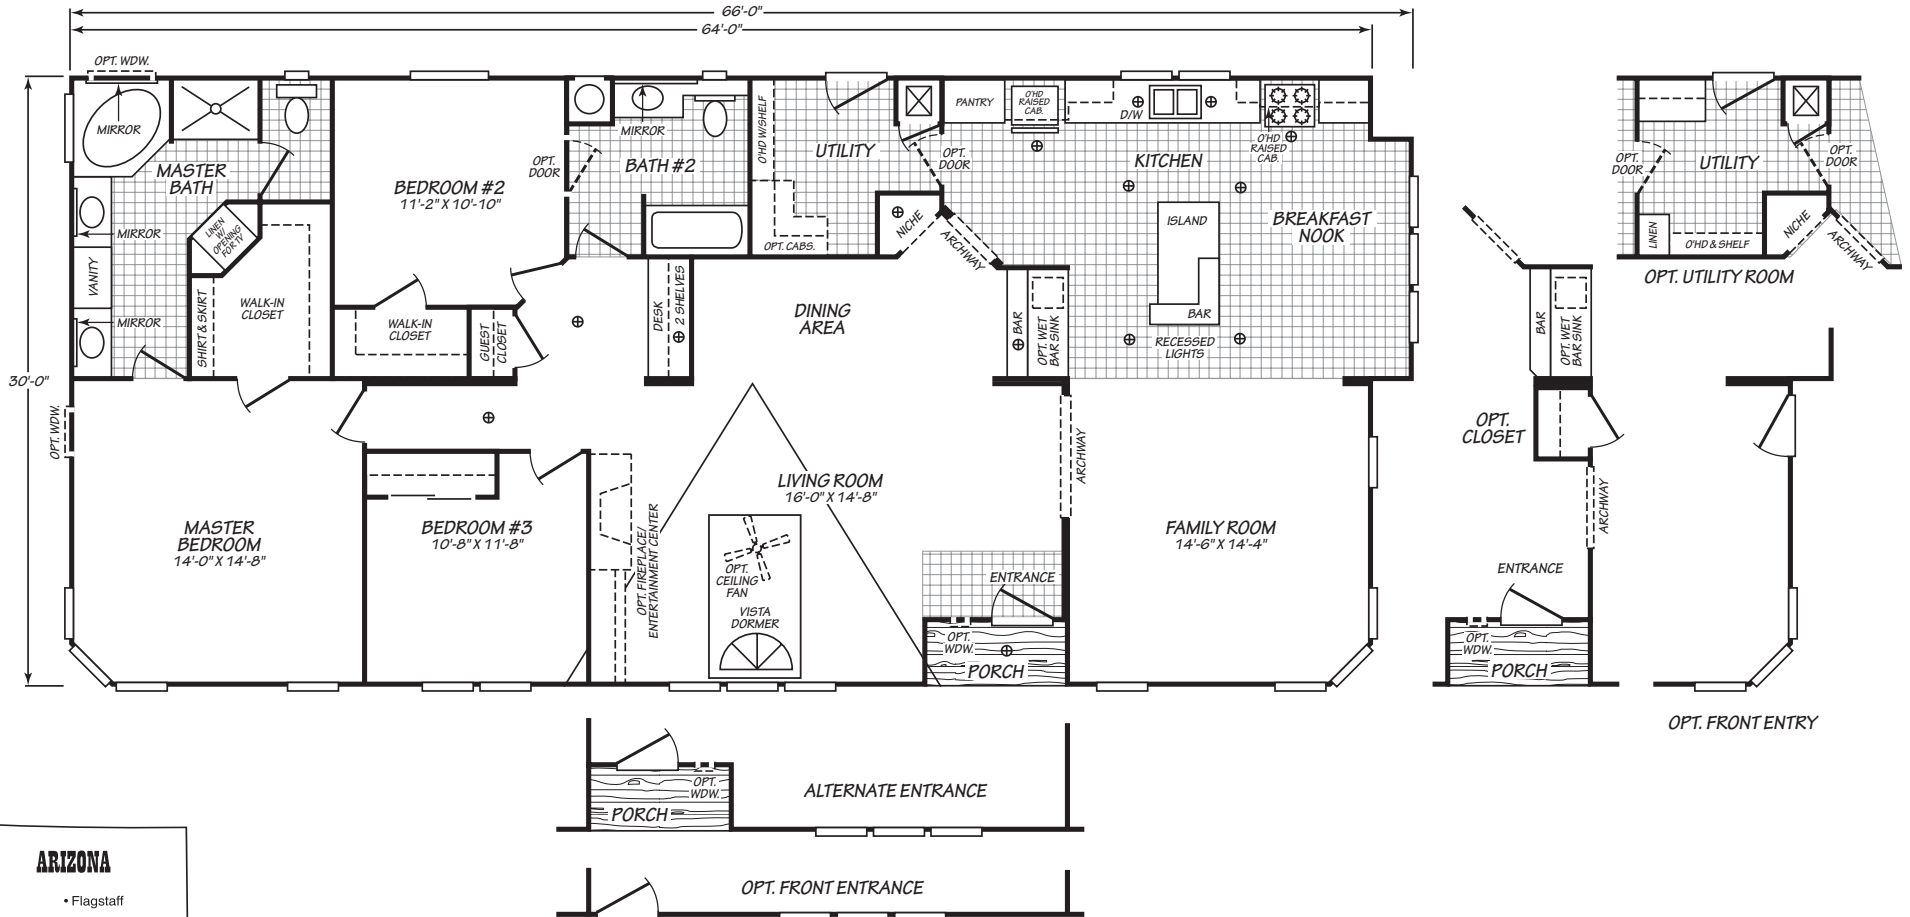 66'-0"
64'-0"
30'-0"
OPT. WDW.
MIRROR
MASTER
BATH
MIRROR
VANITY
MIRROR
LINEN
W/
OPENING
FOR TV
SHIRT & SKIRT
WALK-IN
CLOSET
BEDROOM #2
11'-2" X 10'-10"
OPT.
DOOR
WALK-IN
CLOSET
GUEST
CLOSET
MIRROR
BATH #2
DESK
2 SHELVES
O'HD W/SHELF
UTILITY
OPT. CABS.
OPT.
DOOR
NICHE
ARCHWAY
PANTRY
O'HD
RAISED
CAB.
D/W
KITCHEN
O'HD
RAISED
CAB.
ISLAND
BAR
BREAKFAST
NOOK
RECESSED
LIGHTS
DINING
AREA
BAR
OPT. WET
BAR SINK
OPT. WDW.
MASTER
BEDROOM
14'-0" X 14'-8"
BEDROOM #3
10'-8" X 11'-8"
OPT. FIREPLACE/
ENTERTAINMENT CENTER
LIVING ROOM
16'-0" X 14'-8"
OPT.
CEILING
FAN
VISTA
DORMER
ARCHWAY
ENTRANCE
OPT.
WDW.
PORCH
FAMILY ROOM
14'-6" X 14'-4"
BAR
OPT. WET
BAR SINK
OPT.
CLOSET
ARCHWAY
ENTRANCE
OPT.
WDW.
PORCH
OPT. FRONT ENTRY
OPT.
DOOR
UTILITY
OPT.
DOOR
LINEN
O'HD & SHELF
NICHE
ARCHWAY
OPT. UTILITY ROOM
OPT.
WDW.
PORCH
ALTERNATE ENTRANCE
OPT. FRONT ENTRANCE
ARIZONA
• Flagstaff